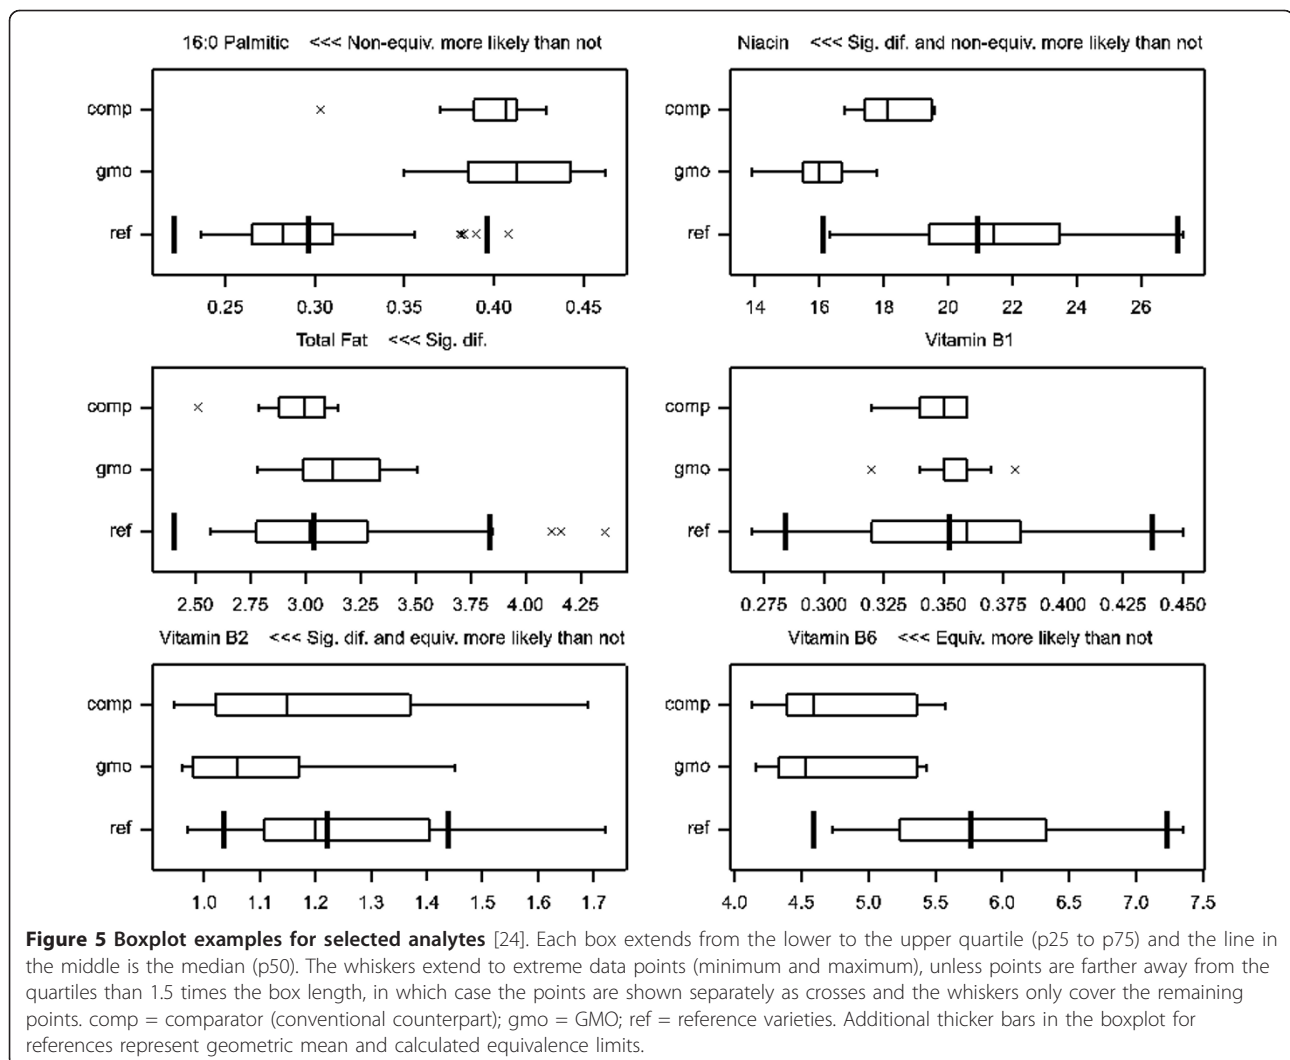 16:0 Palmitic <<< Non-equiv. more likely than not
comp
gmo
ref
0.25 0.30 0.35 0.40 0.45
Niacin <<< Sig. dif. and non-equiv. more likely than not
comp
gmo
ref
14 16 18 20 22 24 26
Total Fat <<< Sig. dif.
comp
gmo
ref
2.50 2.75 3.00 3.25 3.50 3.75 4.00 4.25
Vitamin B1
comp
gmo
ref
0.275 0.300 0.325 0.350 0.375 0.400 0.425 0.450
Vitamin B2 <<< Sig. dif. and equiv. more likely than not
comp
gmo
ref
1.0 1.1 1.2 1.3 1.4 1.5 1.6 1.7
Vitamin B6 <<< Equiv. more likely than not
comp
gmo
ref
4.0 4.5 5.0 5.5 6.0 6.5 7.0 7.5
Figure 5 Boxplot examples for selected analytes [24]. Each box extends from the lower to the upper quartile (p25 to p75) and the line in
the middle is the median (p50). The whiskers extend to extreme data points (minimum and maximum), unless points are farther away from the
quartiles than 1.5 times the box length, in which case the points are shown separately as crosses and the whiskers only cover the remaining
points. comp = comparator (conventional counterpart); gmo = GMO; ref = reference varieties. Additional thicker bars in the boxplot for
references represent geometric mean and calculated equivalence limits.